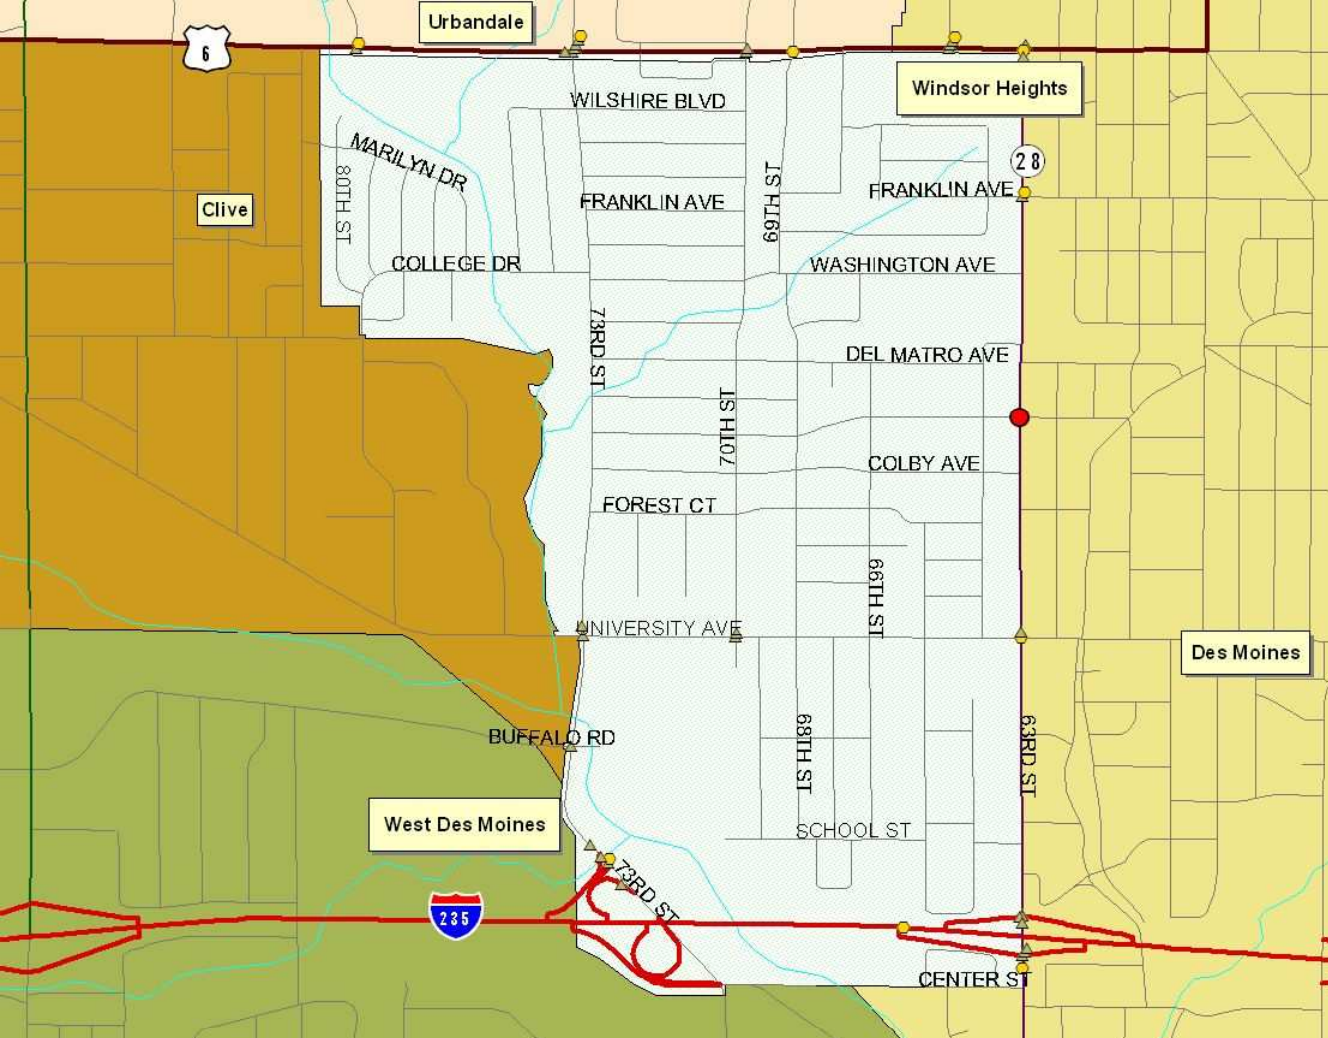 Urbandale
6
Windsor Heights
WILSHIRE BLVD
MARILYN DR
28
80TH ST
69TH ST
FRANKLIN AVE
FRANKLIN AVE
Clive
COLLEGE DR
WASHINGTON AVE
73RD ST
DEL MATRO AVE
70TH ST
COLBY AVE
FOREST CT
66TH ST
UNIVERSITY AVE
Des Moines
BUFFALO RD
68TH ST
63RD ST
West Des Moines
SCHOOL ST
73RD ST
235
CENTER ST